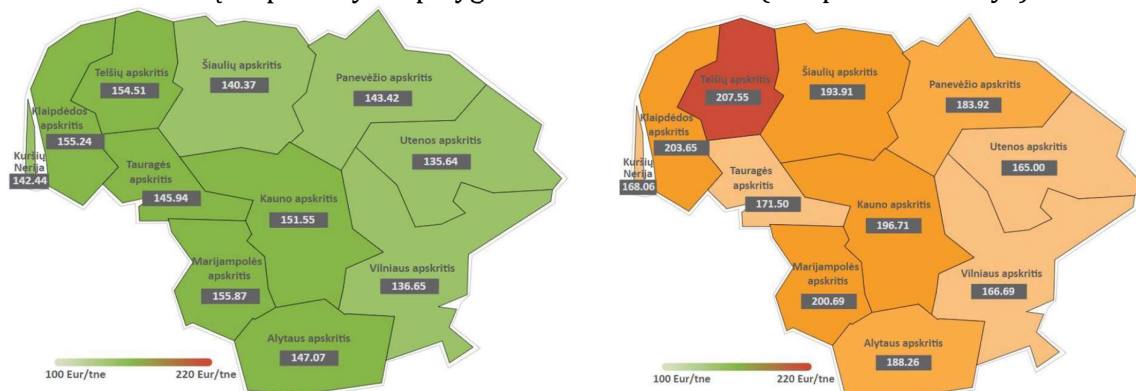 Telšių apskritis
154.51
Šiaulių apskritis
140.37
Panevėžio apskritis
143.42
Klaipdėdos
apskritis
155.24
Kuršių
Nerija
142.44
Tauragės
apskritis
145.94
Utenos apskritis
135.64
Kauno apskritis
151.55
Marijampolės
apskritis
155.87
Vilniaus apskritis
136.65
Alytaus apskritis
147.07
100 Eur/tne
220 Eur/tne
Telšių apskritis
207.55
Šiaulių apskritis
193.91
Panevėžio apskritis
183.92
Klaipdėdos
apskritis
203.65
Kuršių
Nerija
168.06
Tauragės
apskritis
171.50
Utenos apskritis
165.00
Kauno apskritis
196.71
Marijampolės
apskritis
200.69
Vilniaus apskritis
166.69
Alytaus apskritis
188.26
100 Eur/tne
220 Eur/tne